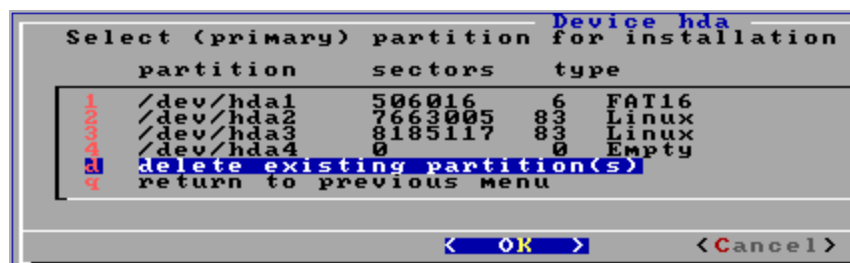 Device hda
Select (primary) partition for installation
partition sectors type
1 /dev/hda1 506016 6 FAT16
2 /dev/hda2 7663005 83 Linux
3 /dev/hda3 8185117 83 Linux
4 /dev/hda4 0 0 Empty
d delete existing partition(s)
q return to previous menu
< OK > <Cancel>